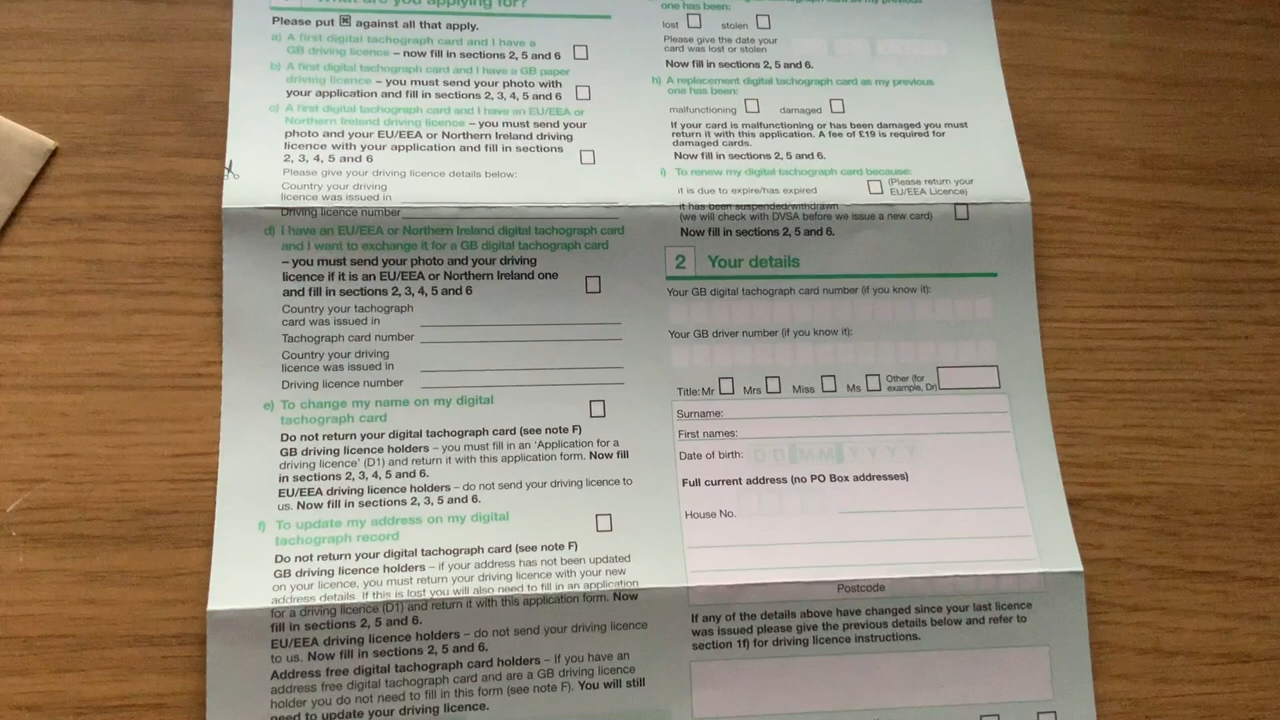 What are you applying for?
Please put ☒ against all that apply.
a) A first digital tachograph card and I have a
GB driving licence – now fill in sections 2, 5 and 6
b) A first digital tachograph card and I have a GB paper
driving licence – you must send your photo with
your application and fill in sections 2, 3, 4, 5 and 6
c) A first digital tachograph card and I have an EU/EEA or
Northern Ireland driving licence – you must send your
photo and your EU/EEA or Northern Ireland driving
licence with your application and fill in sections
2, 3, 4, 5 and 6
Please give your driving licence details below:
Country your driving
licence was issued in
Driving licence number
d) I have an EU/EEA or Northern Ireland digital tachograph card
and I want to exchange it for a GB digital tachograph card
– you must send your photo and your driving
licence if it is an EU/EEA or Northern Ireland one
and fill in sections 2, 3, 4, 5 and 6
Country your tachograph
card was issued in
Tachograph card number
Country your driving
licence was issued in
Driving licence number
e) To change my name on my digital
tachograph card
Do not return your digital tachograph card (see note F)
GB driving licence holders – you must fill in an ‘Application for a
driving licence’ (D1) and return it with this application form. Now fill
in sections 2, 3, 4, 5 and 6.
EU/EEA driving licence holders – do not send your driving licence to
us. Now fill in sections 2, 3, 5 and 6.
f) To update my address on my digital
tachograph record
Do not return your digital tachograph card (see note F)
GB driving licence holders – if your address has not been updated
on your licence, you must return your driving licence with your new
address details. If this is lost you will also need to fill in an application
for a driving licence (D1) and return it with this application form. Now
fill in sections 2, 5 and 6.
EU/EEA driving licence holders – do not send your driving licence
to us. Now fill in sections 2, 5 and 6.
Address free digital tachograph card holders – If you have an
address free digital tachograph card and are a GB driving licence
holder you do not need to fill in this form (see note F). You will still
need to update your driving licence.
one has been:
lost stolen
Please give the date your
card was lost or stolen
Now fill in sections 2, 5 and 6.
h) A replacement digital tachograph card as my previous
one has been:
malfunctioning damaged
If your card is malfunctioning or has been damaged you must
return it with this application. A fee of £19 is required for
damaged cards.
Now fill in sections 2, 5 and 6.
i) To renew my digital tachograph card because:
it is due to expire/has expired (Please return your
EU/EEA Licence)
it has been suspended/withdrawn
(we will check with DVSA before we issue a new card)
Now fill in sections 2, 5 and 6.
2 Your details
Your GB digital tachograph card number (if you know it):
Your GB driver number (if you know it):
Title: Mr Mrs Miss Ms Other (for
example, Dr)
Surname:
First names:
Date of birth: D D M M Y Y Y Y
Full current address (no PO Box addresses)
House No.
Postcode
If any of the details above have changed since your last licence
was issued please give the previous details below and refer to
section 1f) for driving licence instructions.